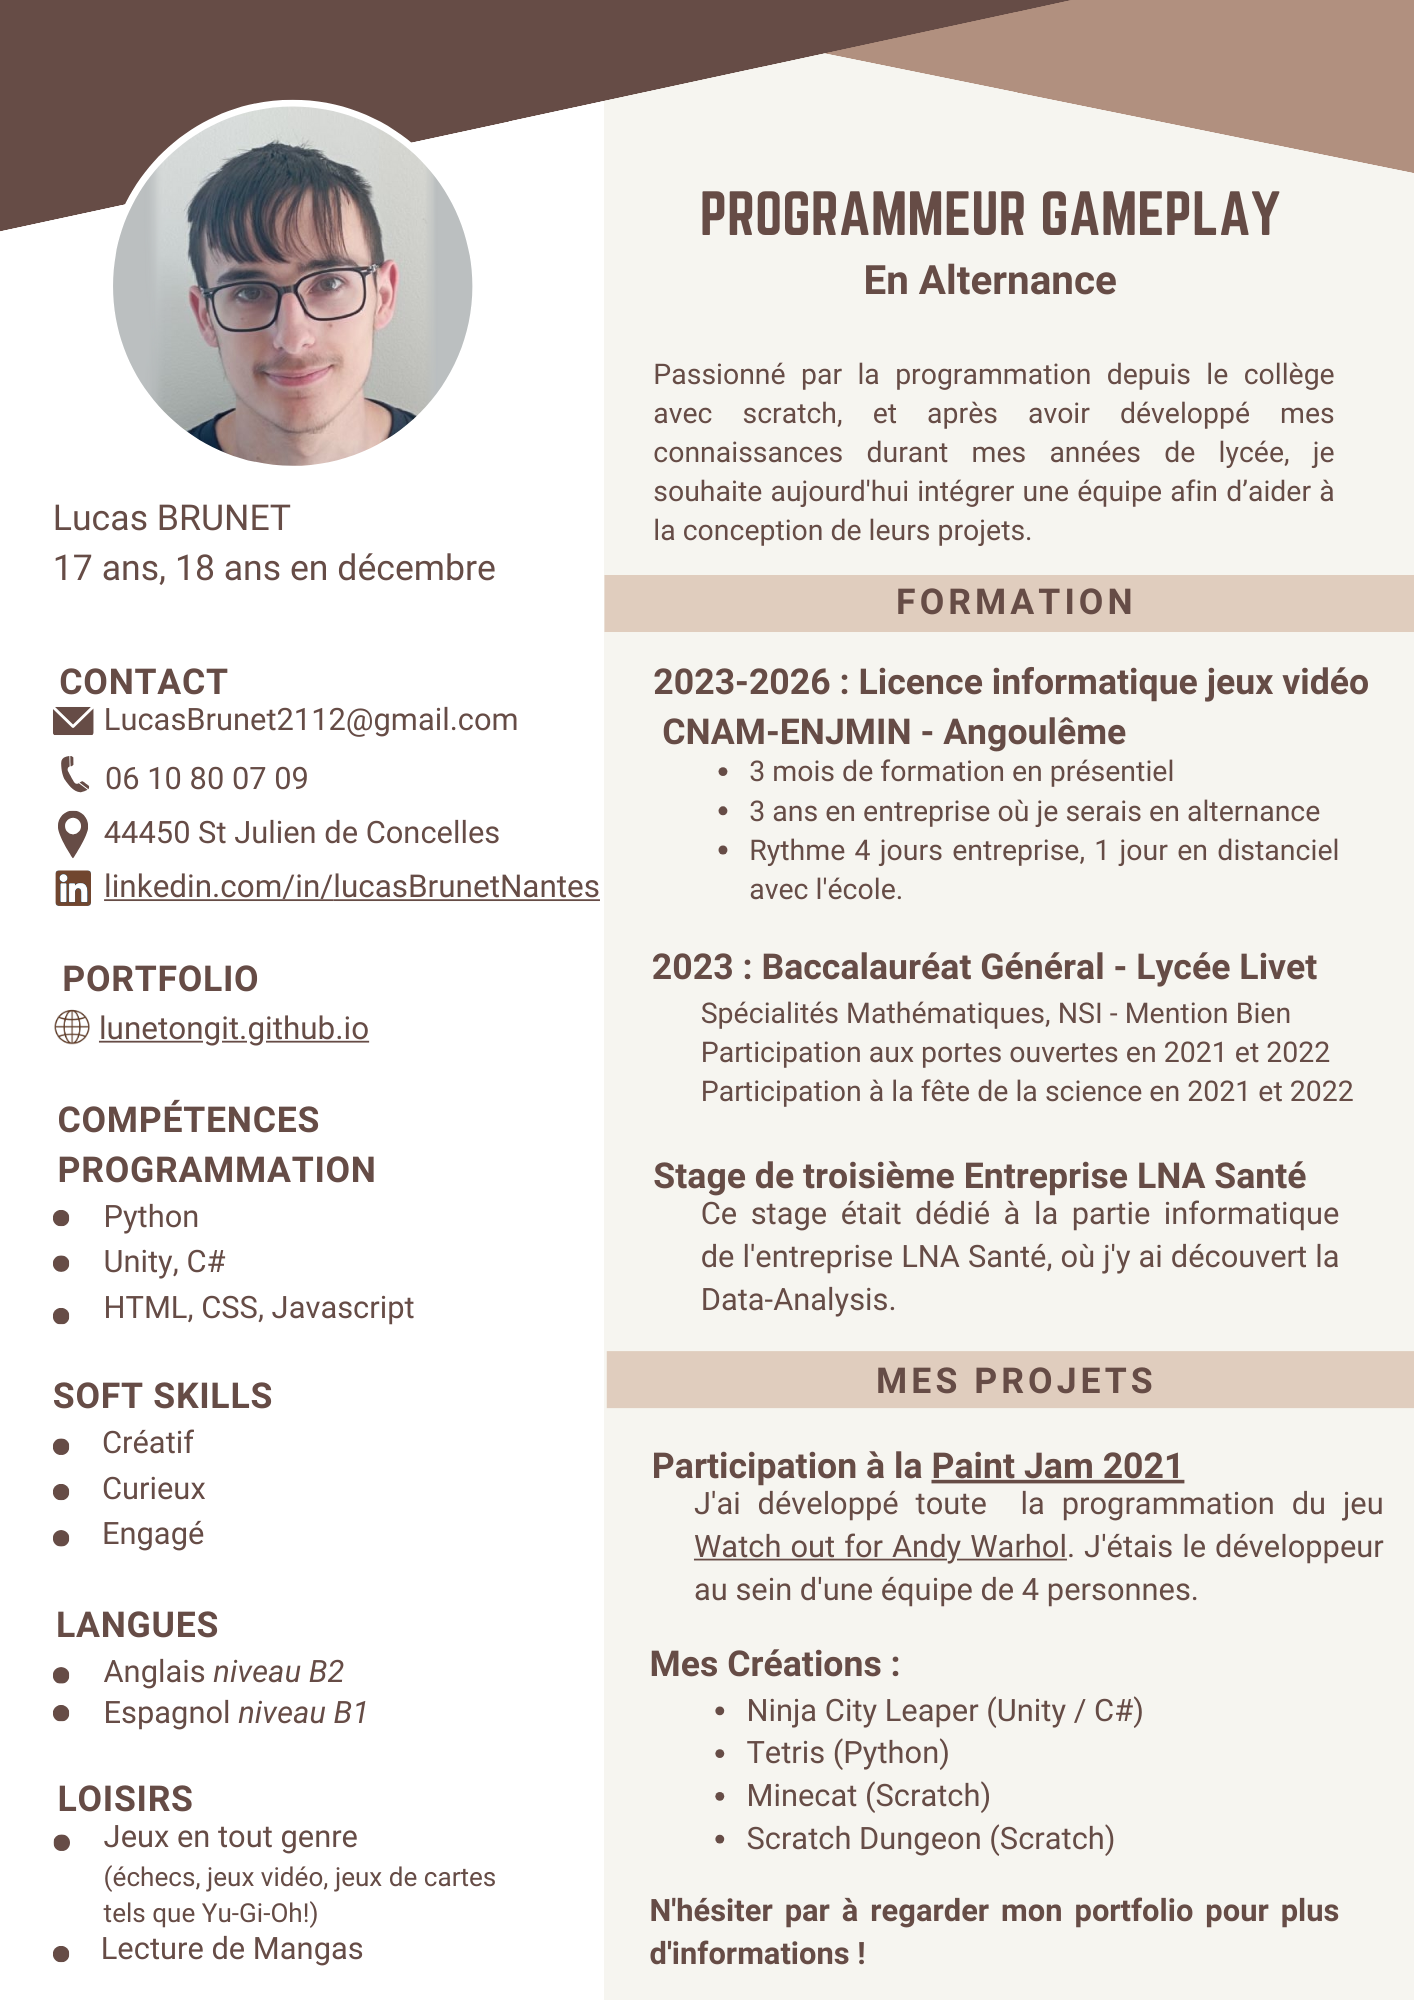 Lucas BRUNET
17 ans, 18 ans en décembre
CONTACT
LucasBrunet2112@gmail.com
06 10 80 07 09
44450 St Julien de Concelles
linkedin.com/in/lucasBrunetNantes
PORTFOLIO
lunetongit.github.io
COMPÉTENCES
PROGRAMMATION
Python
Unity, C#
HTML, CSS, Javascript
SOFT SKILLS
Créatif
Curieux
Engagé
LANGUES
Anglais niveau B2
Espagnol niveau B1
LOISIRS
Jeux en tout genre
(échecs, jeux vidéo, jeux de cartes
tels que Yu-Gi-Oh!)
Lecture de Mangas
PROGRAMMEUR GAMEPLAY
En Alternance
Passionné par la programmation depuis le collège
avec scratch, et après avoir développé mes
connaissances durant mes années de lycée, je
souhaite aujourd'hui intégrer une équipe afin d’aider à
la conception de leurs projets.
FORMATION
2023-2026 : Licence informatique jeux vidéo
CNAM-ENJMIN - Angoulême
• 3 mois de formation en présentiel
• 3 ans en entreprise où je serais en alternance
• Rythme 4 jours entreprise, 1 jour en distanciel
avec l'école.
2023 : Baccalauréat Général - Lycée Livet
Spécialités Mathématiques, NSI - Mention Bien
Participation aux portes ouvertes en 2021 et 2022
Participation à la fête de la science en 2021 et 2022
Stage de troisième Entreprise LNA Santé
Ce stage était dédié à la partie informatique
de l'entreprise LNA Santé, où j'y ai découvert la
Data-Analysis.
MES PROJETS
Participation à la Paint Jam 2021
J'ai développé toute la programmation du jeu
Watch out for Andy Warhol. J'étais le développeur
au sein d'une équipe de 4 personnes.
Mes Créations :
• Ninja City Leaper (Unity / C#)
• Tetris (Python)
• Minecat (Scratch)
• Scratch Dungeon (Scratch)
N'hésiter par à regarder mon portfolio pour plus
d'informations !